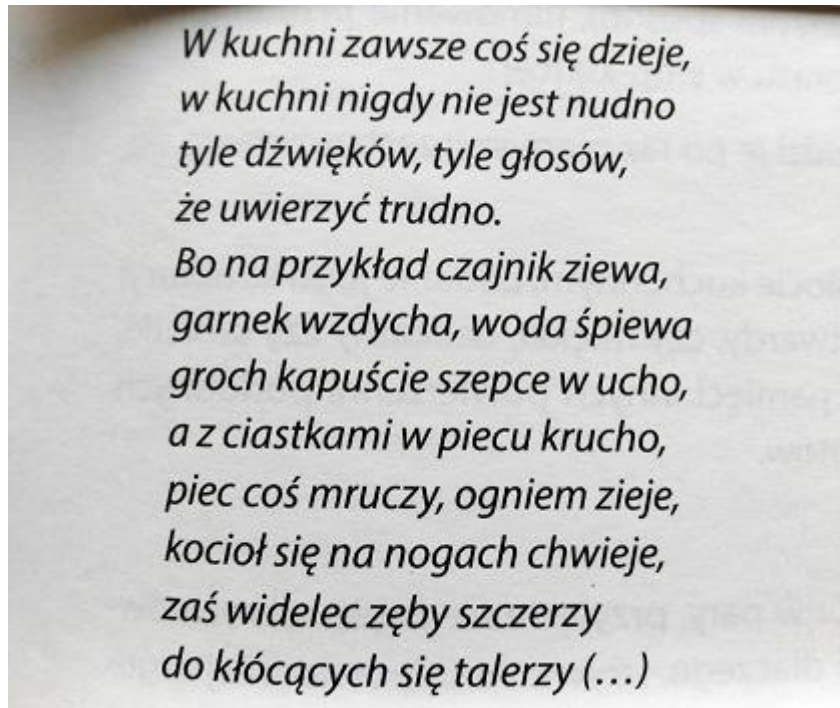 W kuchni zawsze coś się dzieje,
w kuchni nigdy nie jest nudno
tyle dźwięków, tyle głosów,
że uwierzyć trudno.
Bo na przykład czajnik ziewa,
garnek wzdycha, woda śpiewa
groch kapuście szepce w ucho,
a z ciastkami w piecu krucho,
piec coś mruczy, ogniem zieje,
kocioł się na nogach chwieje,
zaś widelec zęby szczerzy
do kłócących się talerzy (...)